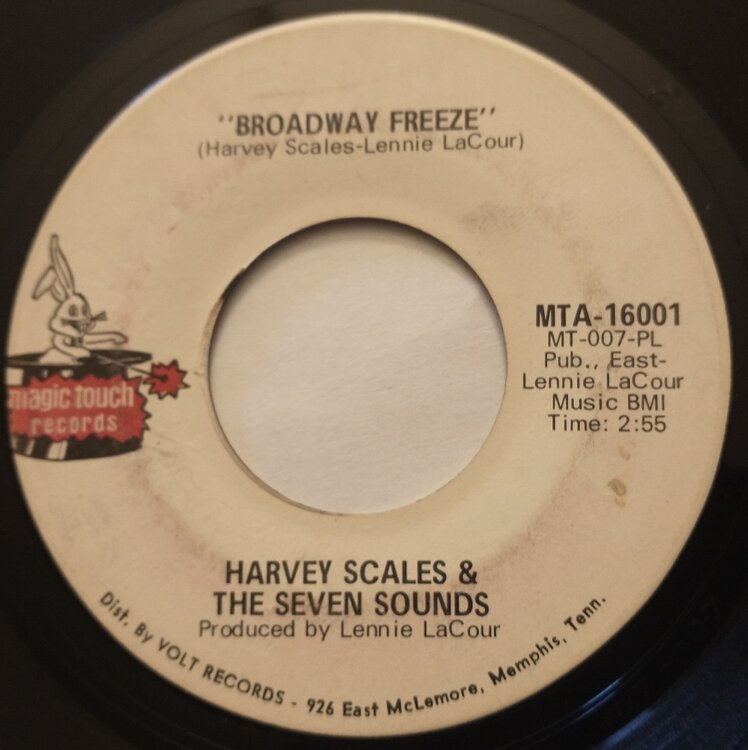 "BROADWAY FREEZE"
(Harvey Scales-Lennie LaCour)
magic touch
records
MTA-16001
MT-007-PL
Pub., East-
Lennie LaCour
Music BMI
Time: 2:55
HARVEY SCALES &
THE SEVEN SOUNDS
Produced by Lennie LaCour
Dist. By VOLT RECORDS - 926 East McLemore, Memphis, Tenn.